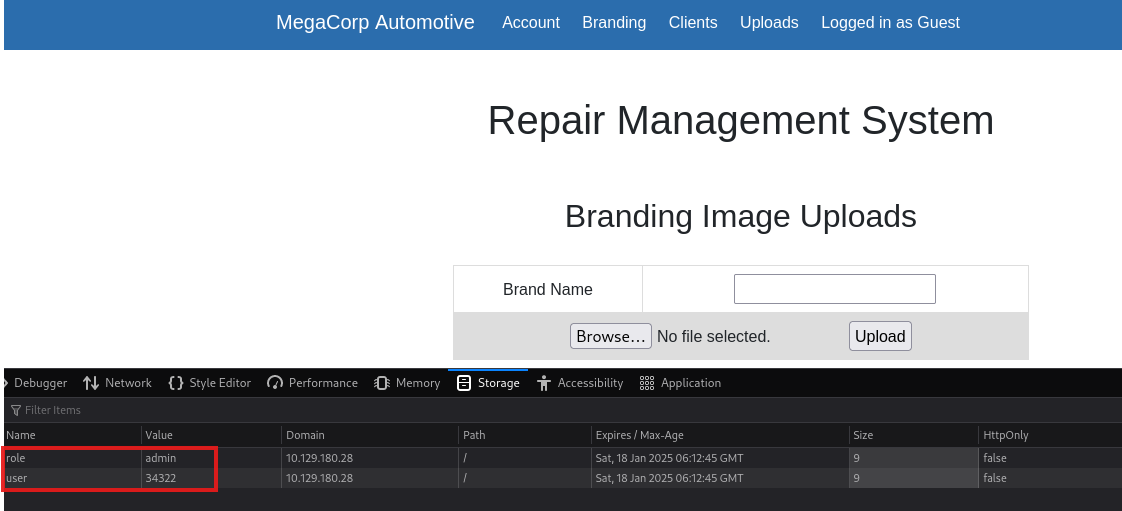 MegaCorp Automotive Account Branding Clients Uploads Logged in as Guest
Repair Management System
Branding Image Uploads
Brand Name
Browse... No file selected. Upload
Debugger Network Style Editor Performance Memory Storage Accessibility Application
Filter Items
Name Value Domain Path Expires / Max-Age Size HttpOnly
role admin 10.129.180.28 / Sat, 18 Jan 2025 06:12:45 GMT 9 false
user 34322 10.129.180.28 / Sat, 18 Jan 2025 06:12:45 GMT 9 false